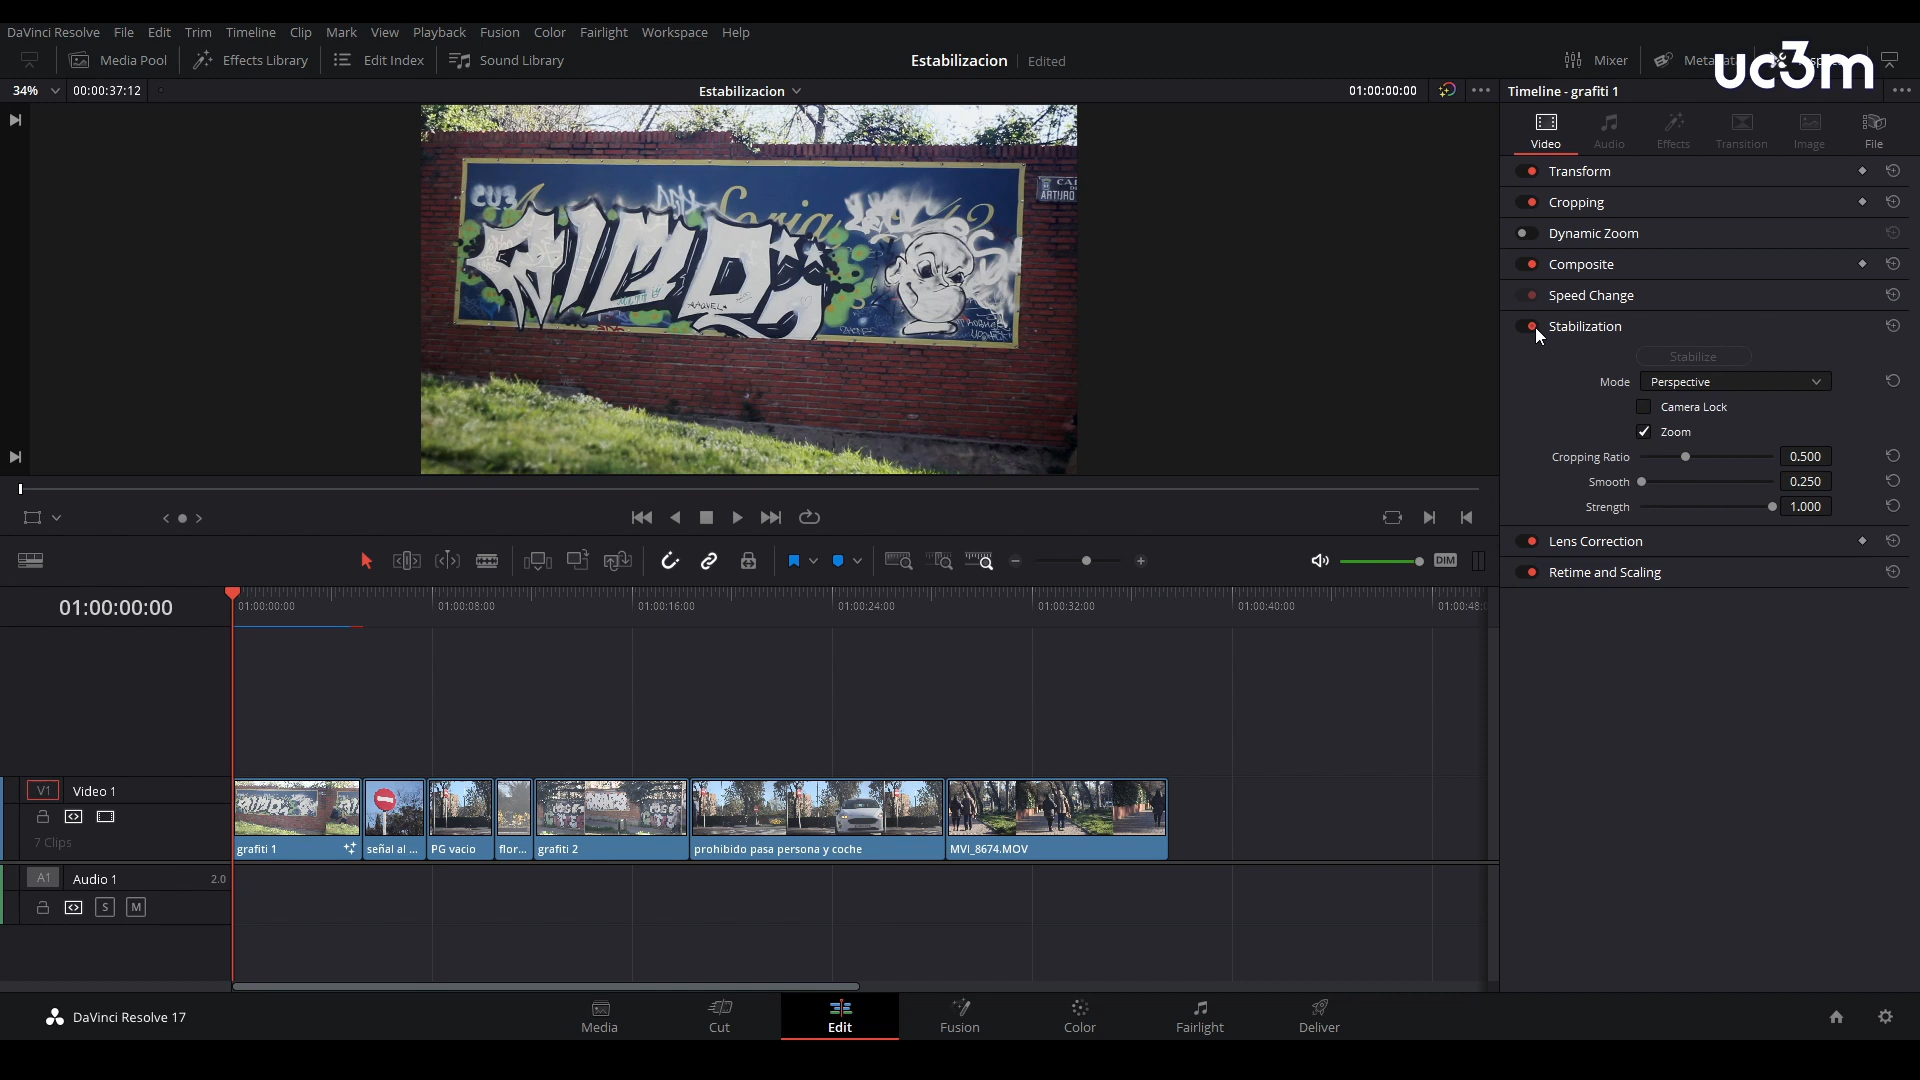 DaVinci Resolve File Edit Trim Timeline Clip Mark View Playback Fusion Color Fairlight Workspace Help
Media Pool Effects Library Edit Index Sound Library Estabilizacion Edited Mixer
uc3m
34% 00:00:37:12 Estabilizacion 01:00:00:00 Timeline - grafiti 1
Video Audio Effects Transition Image File
Transform
Cropping
Dynamic Zoom
Composite
Speed Change
Stabilization
Stabilize
Mode Perspective
Camera Lock
Zoom
Cropping Ratio 0.500
Smooth 0.250
Strength 1.000
Lens Correction
Retime and Scaling
CU3
ARTURO
DIM
01:00:00:00
01:00:00:00 01:00:08:00 01:00:16:00 01:00:24:00 01:00:32:00 01:00:40:00 01:00:48:
V1 Video 1
7 Clips
grafiti 1 señal al ... PG vacio flor... grafiti 2 prohibido pasa persona y coche MVI_8674.MOV
A1 Audio 1 2.0
S M
DaVinci Resolve 17
Media Cut Edit Fusion Color Fairlight Deliver